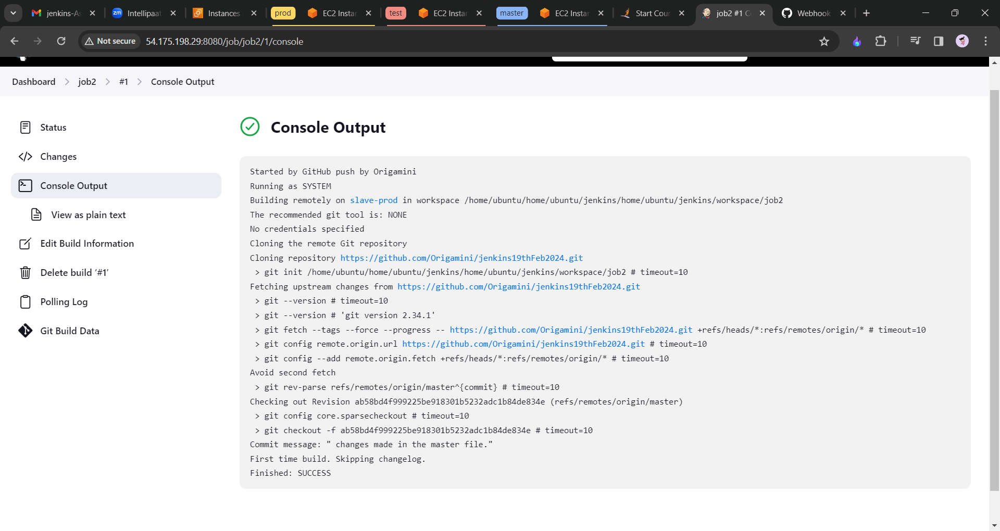 jenkins-As
Intellipaat
Instances
prod
EC2 Instan
test
EC2 Instan
master
EC2 Instan
Start Cour
job2 #1 C
Webhook
Not secure
54.175.198.29:8080/job/job2/1/console
Dashboard > job2 > #1 > Console Output
Status
Changes
Console Output
View as plain text
Edit Build Information
Delete build ‘#1’
Polling Log
Git Build Data
Console Output
Started by GitHub push by Origamini
Running as SYSTEM
Building remotely on slave-prod in workspace /home/ubuntu/home/ubuntu/jenkins/home/ubuntu/jenkins/workspace/job2
The recommended git tool is: NONE
No credentials specified
Cloning the remote Git repository
Cloning repository https://github.com/Origamini/jenkins19thFeb2024.git
> git init /home/ubuntu/home/ubuntu/jenkins/home/ubuntu/jenkins/workspace/job2 # timeout=10
Fetching upstream changes from https://github.com/Origamini/jenkins19thFeb2024.git
> git --version # timeout=10
> git --version # 'git version 2.34.1'
> git fetch --tags --force --progress -- https://github.com/Origamini/jenkins19thFeb2024.git +refs/heads/*:refs/remotes/origin/* # timeout=10
> git config remote.origin.url https://github.com/Origamini/jenkins19thFeb2024.git # timeout=10
> git config --add remote.origin.fetch +refs/heads/*:refs/remotes/origin/* # timeout=10
Avoid second fetch
> git rev-parse refs/remotes/origin/master^{commit} # timeout=10
Checking out Revision ab58bd4f999225be918301b5232adc1b84de834e (refs/remotes/origin/master)
> git config core.sparsecheckout # timeout=10
> git checkout -f ab58bd4f999225be918301b5232adc1b84de834e # timeout=10
Commit message: " changes made in the master file."
First time build. Skipping changelog.
Finished: SUCCESS